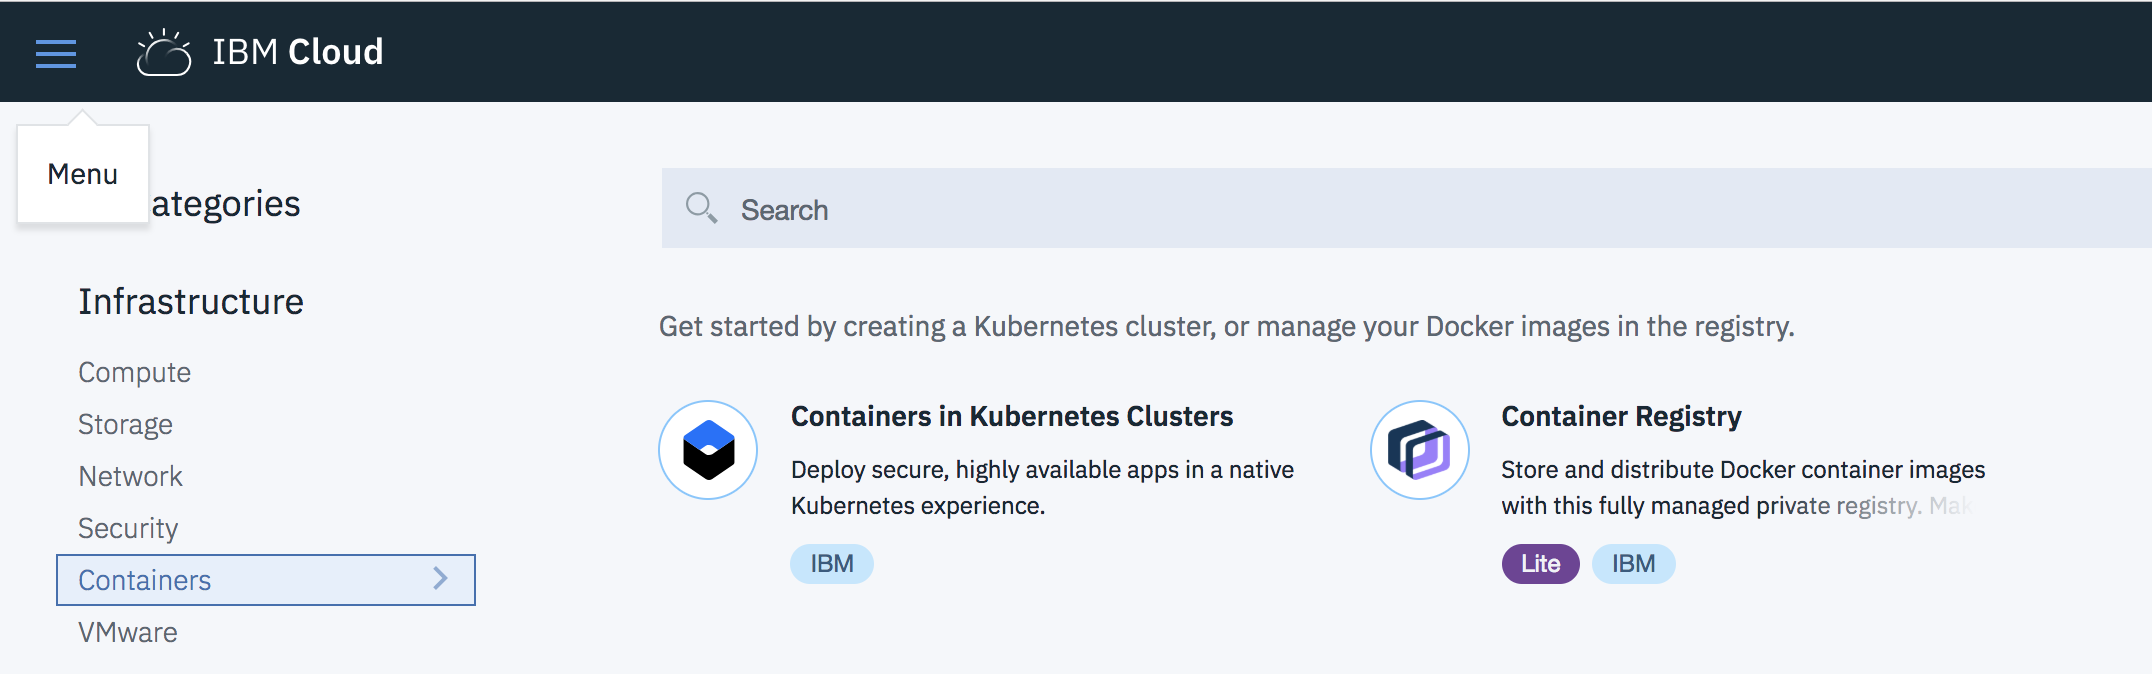 IBM Cloud
Menu
ategories
Search
Infrastructure
Get started by creating a Kubernetes cluster, or manage your Docker images in the registry.
Compute
Storage
Network
Security
Containers
VMware
Containers in Kubernetes Clusters
Deploy secure, highly available apps in a native
Kubernetes experience.
IBM
Container Registry
Store and distribute Docker container images
with this fully managed private registry. Mak
Lite
IBM